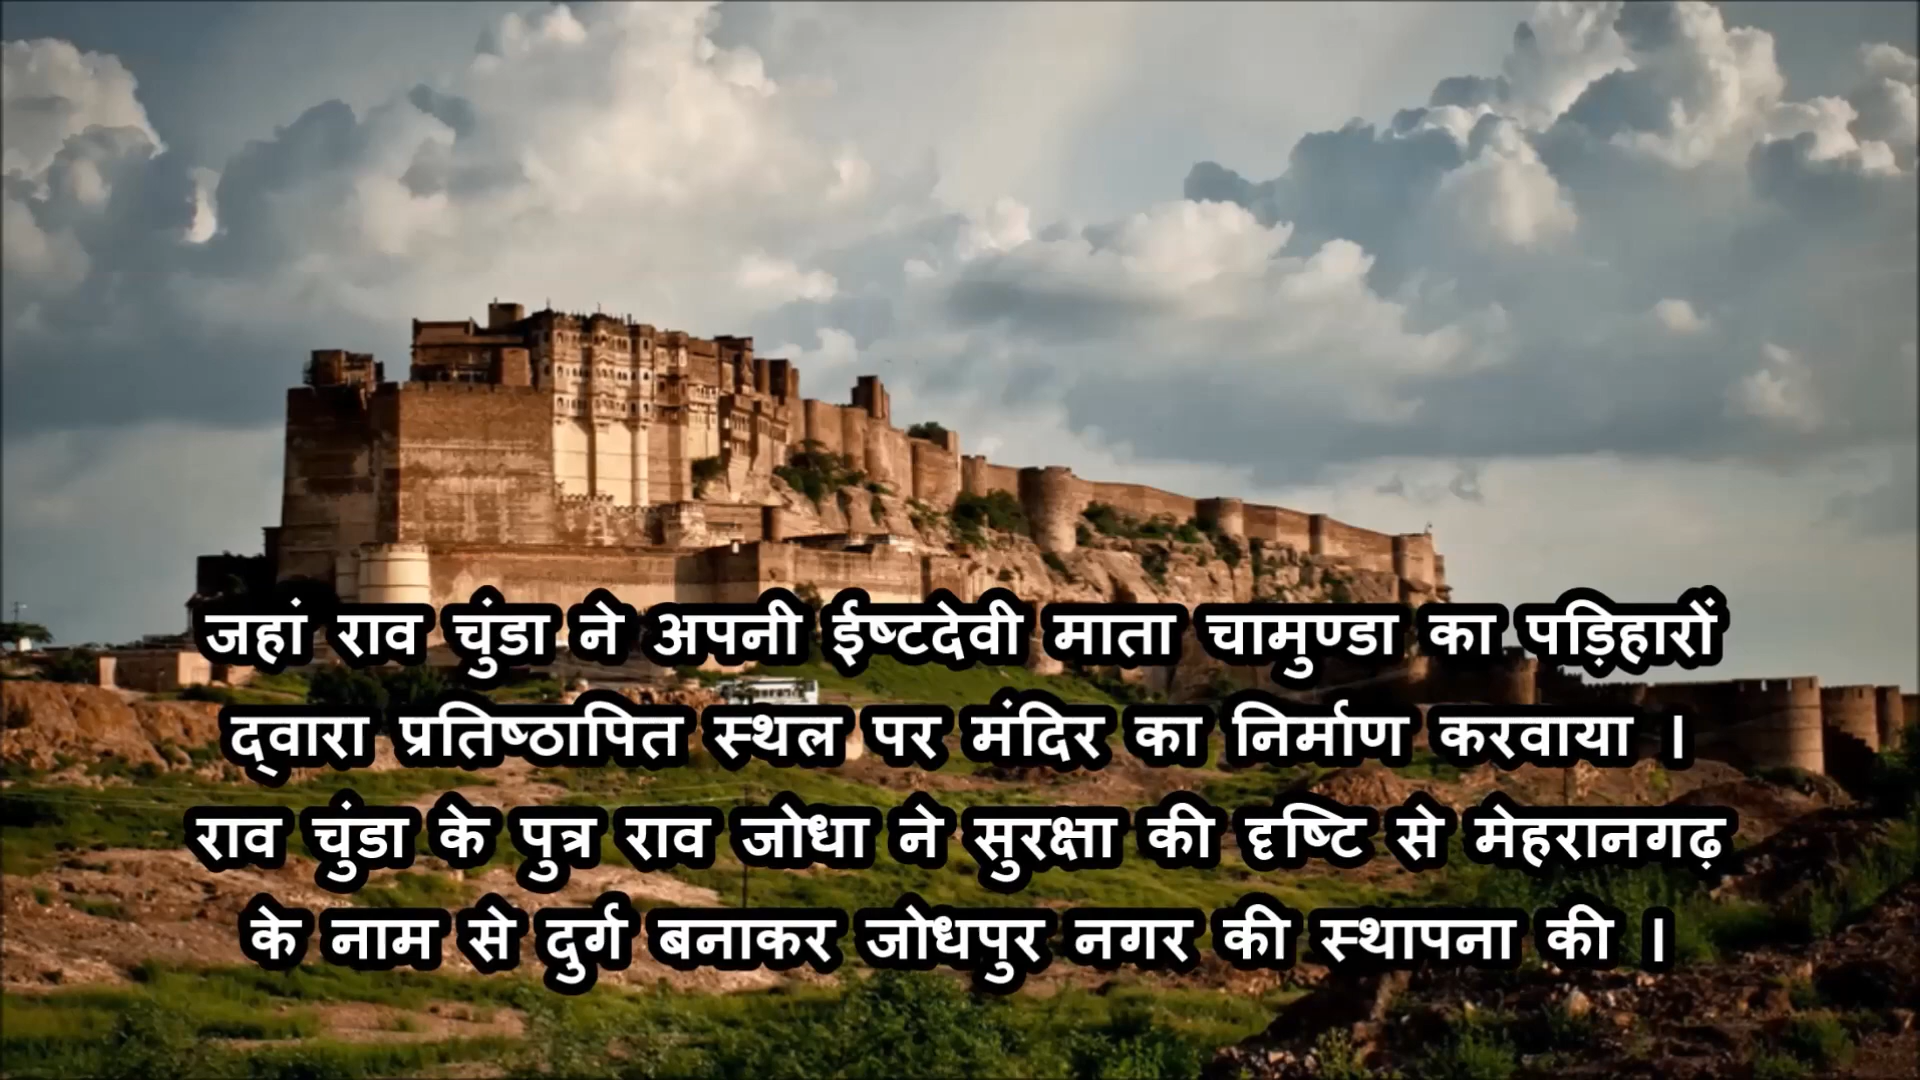 जहां राव चुंडा ने अपनी ईष्टदेवी माता चामुण्डा का पड़िहारों
द्वारा प्रतिष्ठापित स्थल पर मंदिर का निर्माण करवाया ।
राव चुंडा के पुत्र राव जोधा ने सुरक्षा की दृष्टि से मेहरानगढ़
के नाम से दुर्ग बनाकर जोधपुर नगर की स्थापना की ।